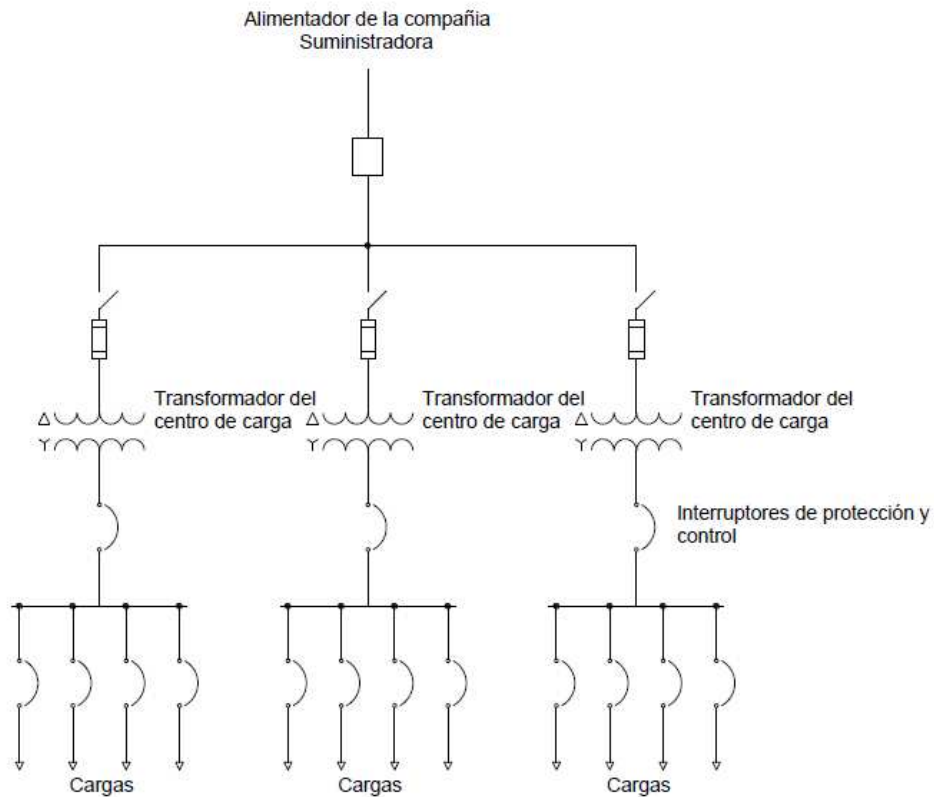 Alimentador de la compañia
Suministradora
Transformador del
centro de carga
Transformador del
centro de carga
Transformador del
centro de carga
Interruptores de protección y
control
Cargas
Cargas
Cargas